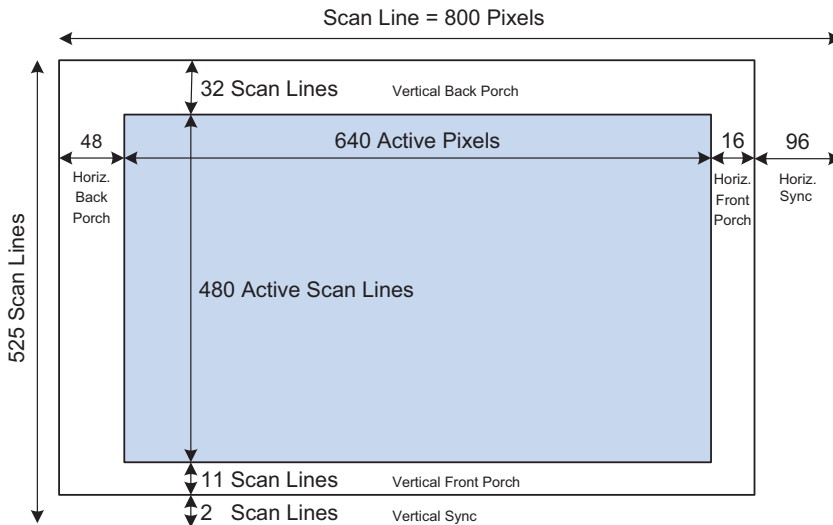 Scan Line = 800 Pixels
32 Scan Lines
Vertical Back Porch
48
640 Active Pixels
16
96
Horiz.
Back
Porch
Horiz.
Front
Porch
Horiz.
Sync
525 Scan Lines
480 Active Scan Lines
11 Scan Lines
Vertical Front Porch
2 Scan Lines
Vertical Sync